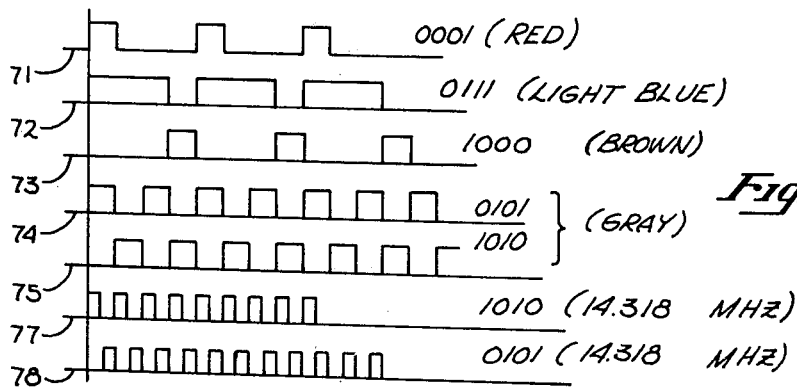 71 0001 (RED)
72 0111 (LIGHT BLUE)
73 1000 (BROWN)
74 0101
(GRAY)
Fig
75 1010
77 1010 (14.318 MHZ)
78 0101 (14.318 MHZ)